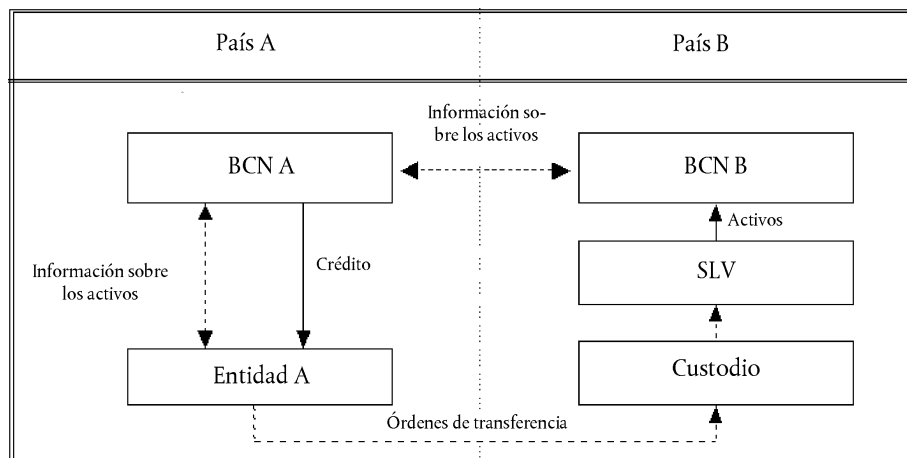 País A
País B
Información so-
bre los activos
BCN A
BCN B
Activos
Información sobre
los activos
Crédito
SLV
Entidad A
Custodio
Órdenes de transferencia